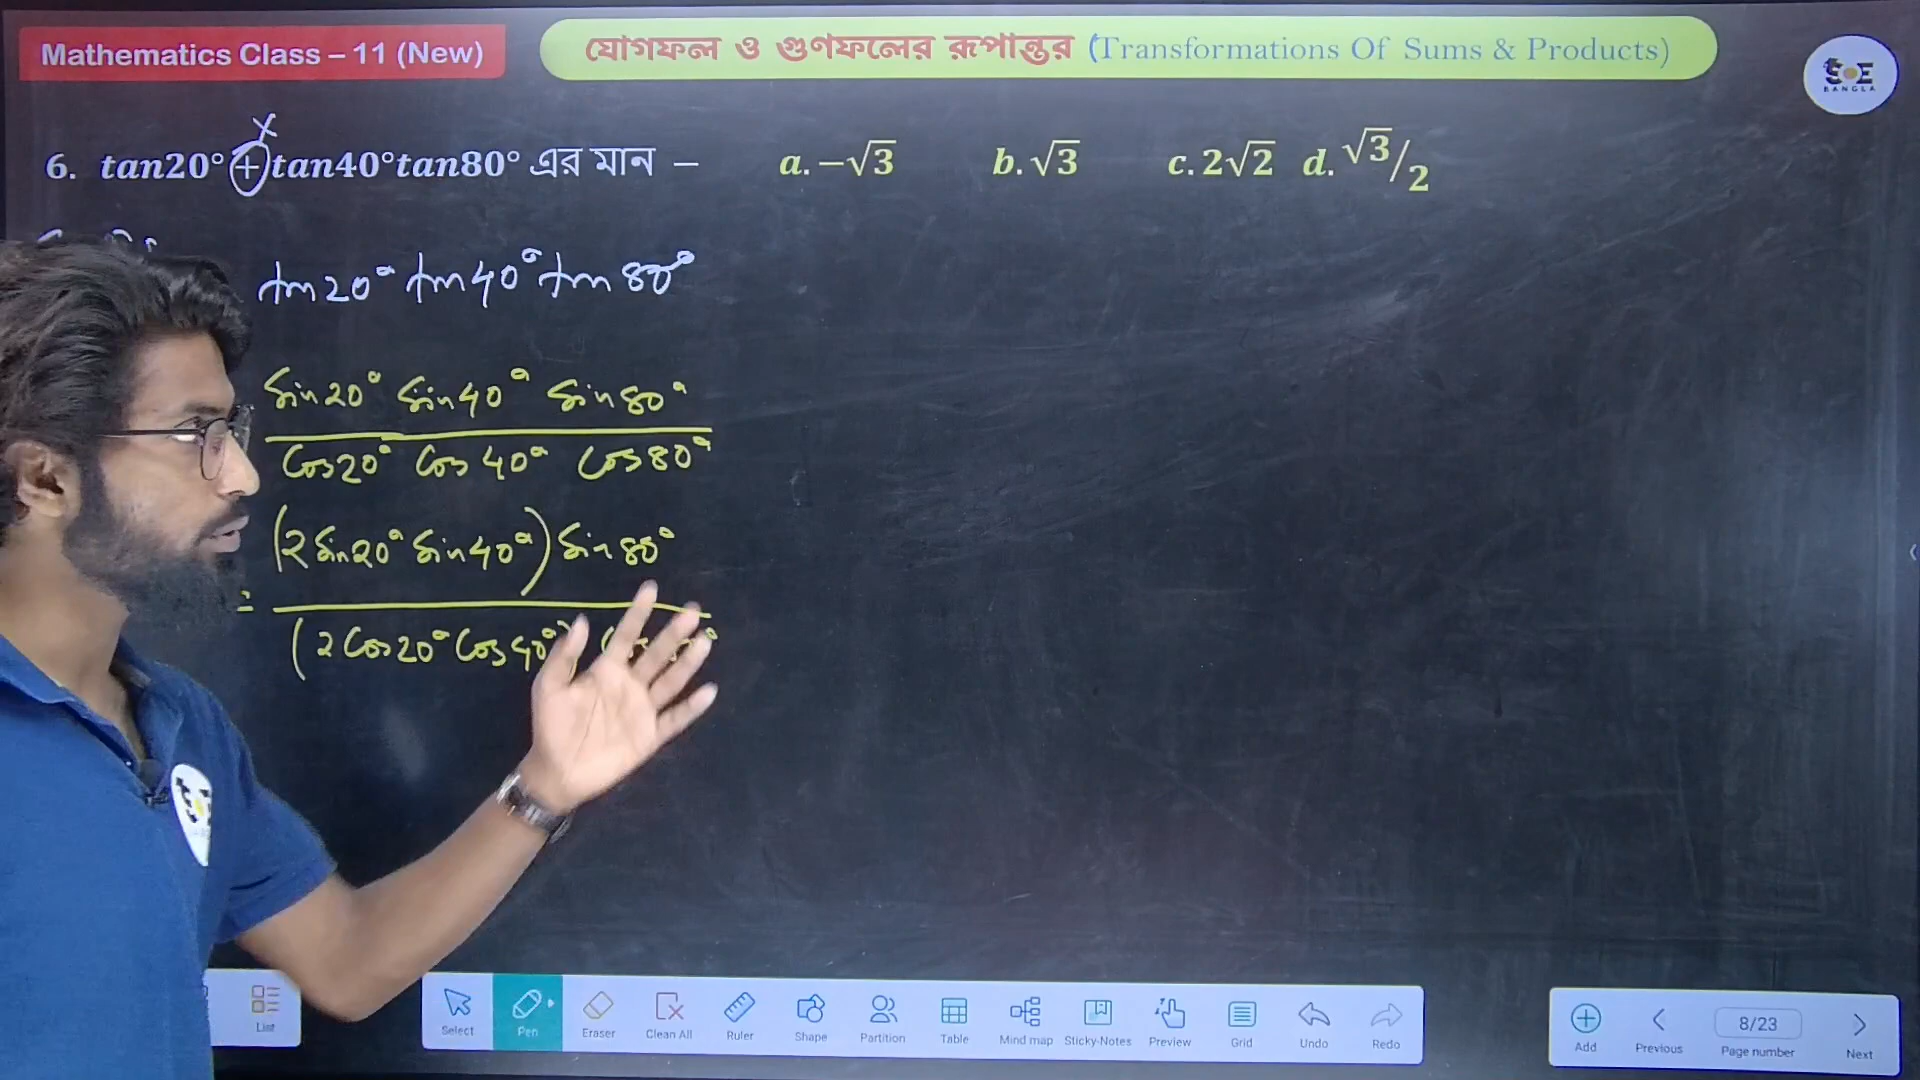 Mathematics Class – 11 (New)
যোগফল ও গুণফলের রূপান্তর (Transformations Of Sums & Products)
BANGLA
×
6. tan20° + tan40°tan80° এর মান – a. –√3 b. √3 c. 2√2 d. √3/2
tan20° tan40° tan80°
Sin20° Sin40° Sin80°
Cos20° Cos40° Cos80°
(2Sin20° Sin40°) Sin80°
=
(2Cos20° Cos40°)
List
Select Pen Eraser Clean All Ruler Shape Partition Table Mind map Sticky-Notes Preview Grid Undo Redo
Add Previous 8/23 Page number Next